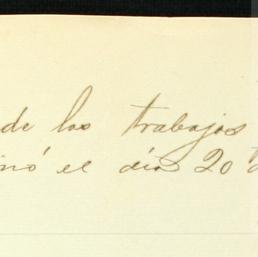 de los trabajos
inó el día 20 d